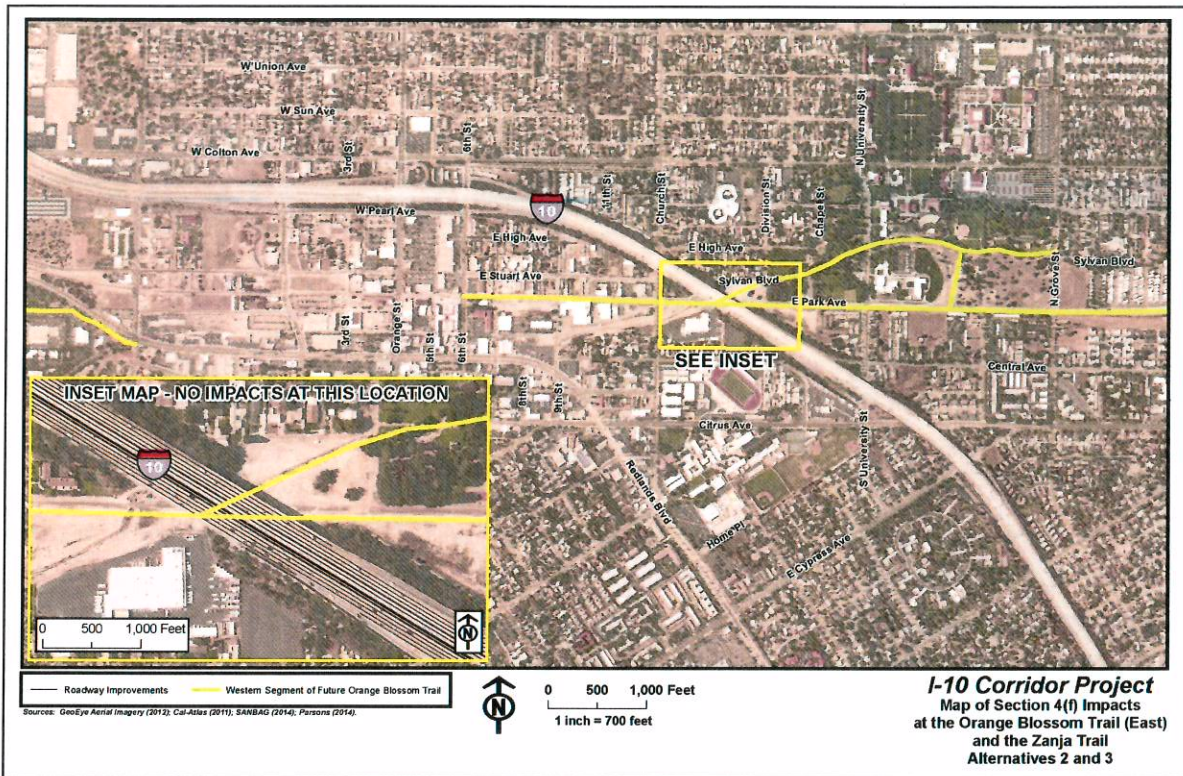 W Union Ave
W Sun Ave
W Colton Ave
3rd St
6th St
N University St
11th St
Church St
Division St
Chapel St
W Pearl Ave
10
E High Ave
E High Ave
E Stuart Ave
Sylvan Blvd
Sylvan Blvd
N Grove St
E Park Ave
3rd St
Orange St
5th St
6th St
SEE INSET
Central Ave
8th St
9th St
Citrus Ave
S University St
Redlands Blvd
Home Pl
E Cypress Ave
INSET MAP - NO IMPACTS AT THIS LOCATION
10
0 500 1,000 Feet
N
Roadway Improvements Western Segment of Future Orange Blossom Trail
Sources: GeoEye Aerial Imagery (2012); Cal-Atlas (2011); SANBAG (2014); Parsons (2014).
N
0 500 1,000 Feet
1 inch = 700 feet
I-10 Corridor Project
Map of Section 4(f) Impacts
at the Orange Blossom Trail (East)
and the Zanja Trail
Alternatives 2 and 3